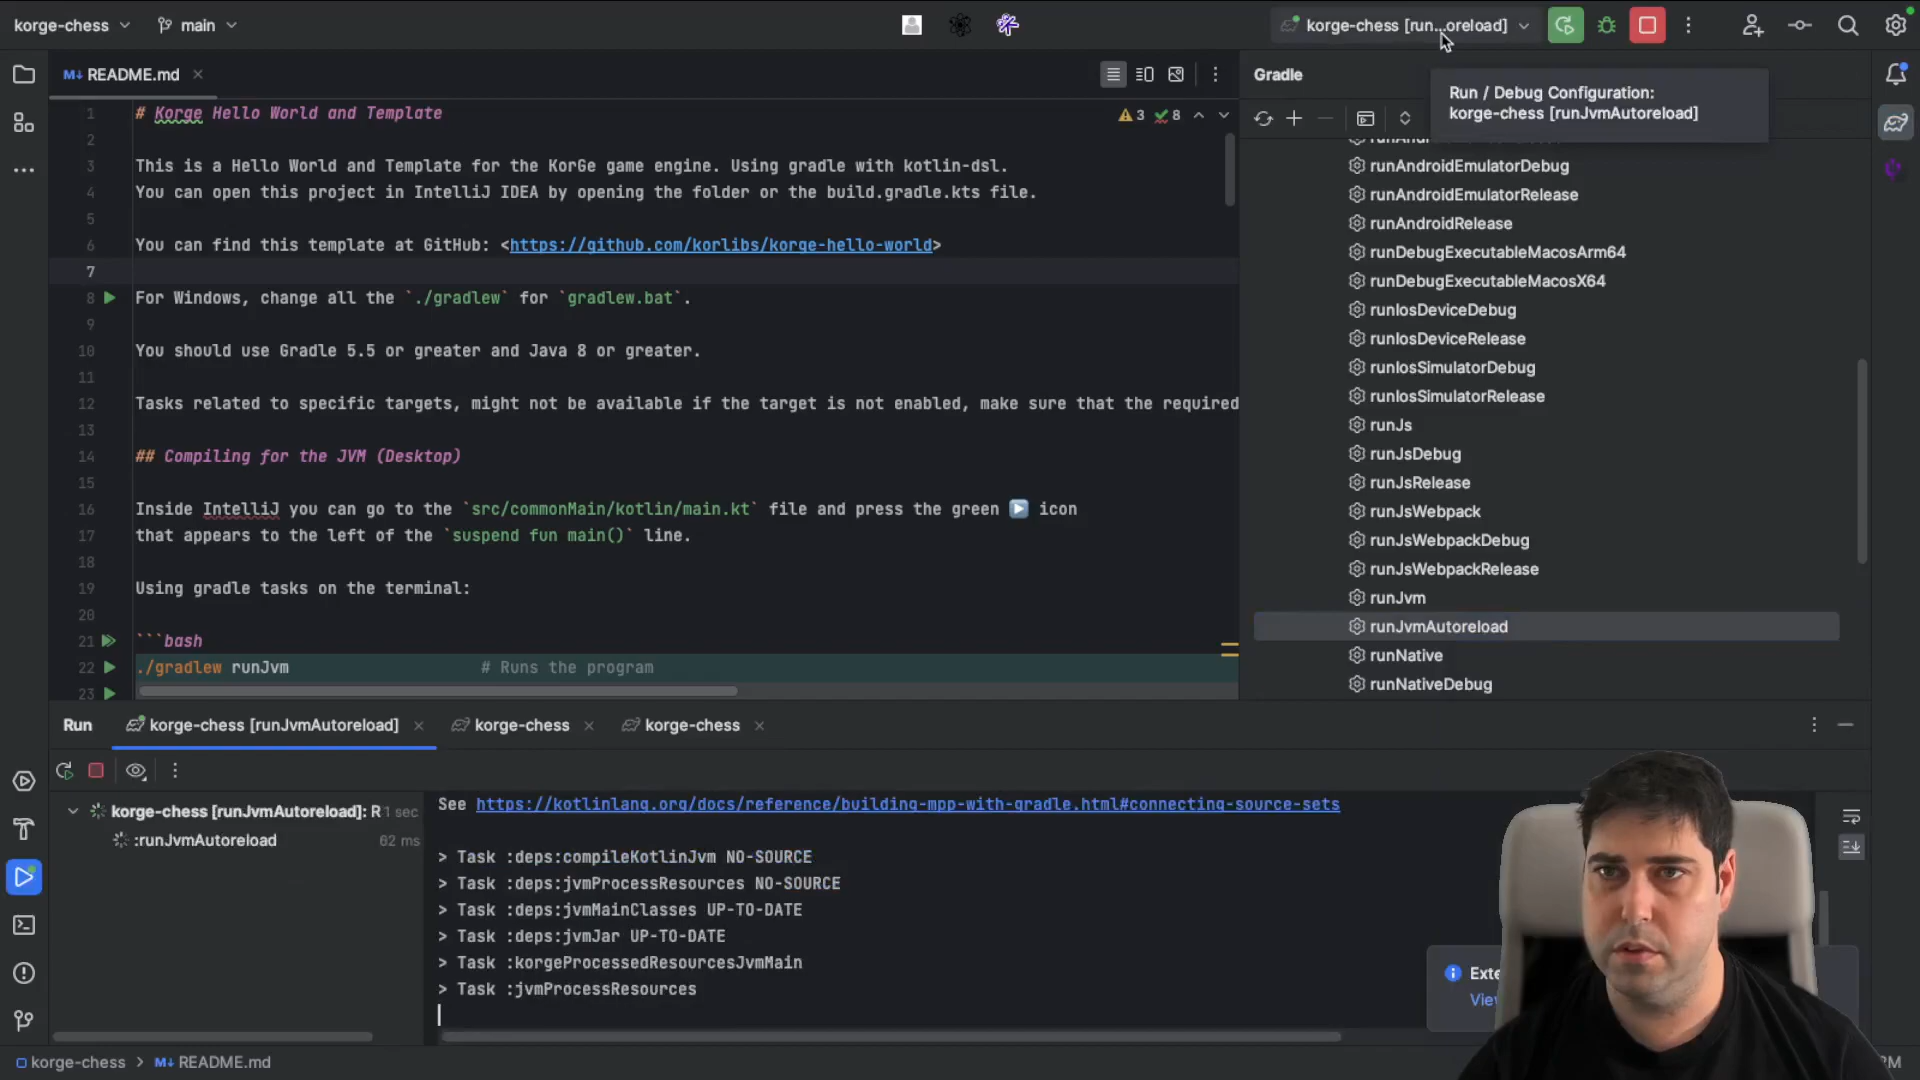 korge-chess
main
korge-chess [run...oreload]
M↓ README.md
Gradle
Run / Debug Configuration:
korge-chess [runJvmAutoreload]
3
8
1 # Korge Hello World and Template
2
3 This is a Hello World and Template for the KorGe game engine. Using gradle with kotlin-dsl.
4 You can open this project in IntelliJ IDEA by opening the folder or the build.gradle.kts file.
5
6 You can find this template at GitHub: <https://github.com/korlibs/korge-hello-world>
7
8 For Windows, change all the `./gradlew` for `gradlew.bat`.
9
10 You should use Gradle 5.5 or greater and Java 8 or greater.
11
12 Tasks related to specific targets, might not be available if the target is not enabled, make sure that the required
13
14 ## Compiling for the JVM (Desktop)
15
16 Inside IntelliJ you can go to the `src/commonMain/kotlin/main.kt` file and press the green ▶ icon
17 that appears to the left of the `suspend fun main()` line.
18
19 Using gradle tasks on the terminal:
20
21 ```bash
22 ./gradlew runJvm # Runs the program
23
runAndroidEmulatorDebug
runAndroidEmulatorRelease
runAndroidRelease
runDebugExecutableMacosArm64
runDebugExecutableMacosX64
runIosDeviceDebug
runIosDeviceRelease
runIosSimulatorDebug
runIosSimulatorRelease
runJs
runJsDebug
runJsRelease
runJsWebpack
runJsWebpackDebug
runJsWebpackRelease
runJvm
runJvmAutoreload
runNative
runNativeDebug
Run
korge-chess [runJvmAutoreload]
korge-chess
korge-chess
korge-chess [runJvmAutoreload]: R 1 sec
:runJvmAutoreload 62 ms
See https://kotlinlang.org/docs/reference/building-mpp-with-gradle.html#connecting-source-sets
> Task :deps:compileKotlinJvm NO-SOURCE
> Task :deps:jvmProcessResources NO-SOURCE
> Task :deps:jvmMainClasses UP-TO-DATE
> Task :deps:jvmJar UP-TO-DATE
> Task :korgeProcessedResourcesJvmMain
> Task :jvmProcessResources
korge-chess > M↓ README.md